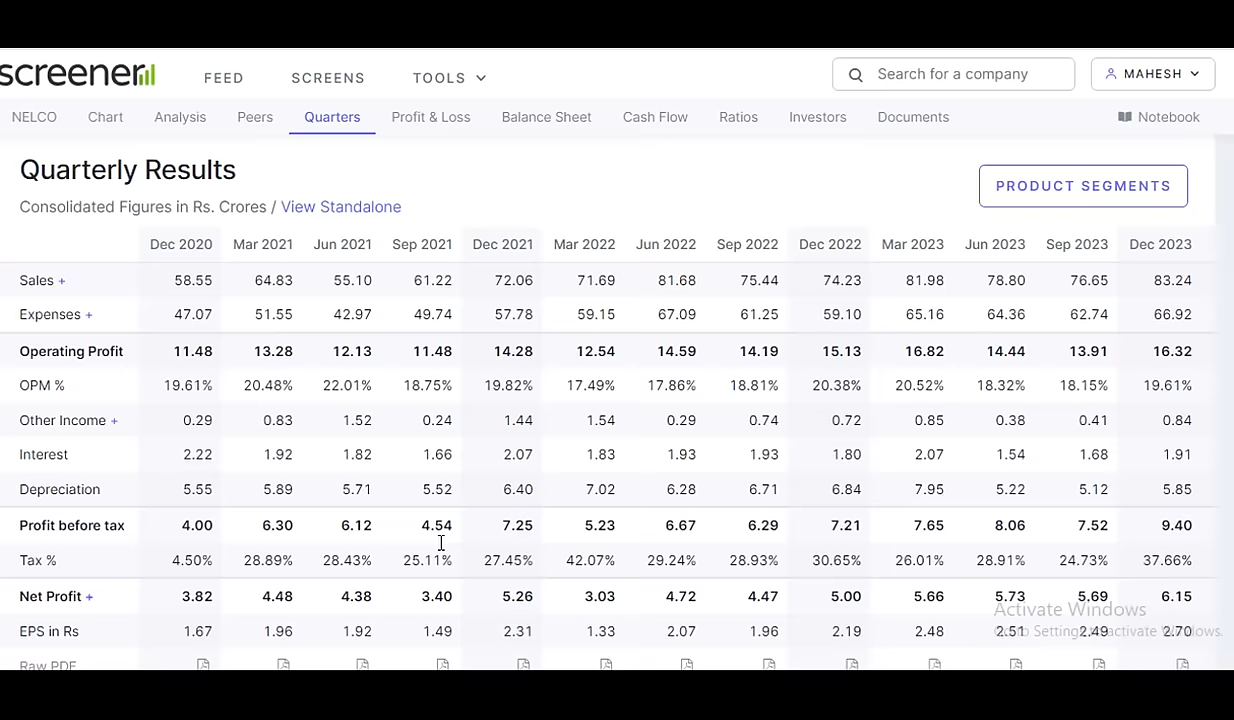 screener
FEED SCREENS TOOLS
Search for a company
MAHESH
NELCO Chart Analysis Peers Quarters Profit & Loss Balance Sheet Cash Flow Ratios Investors Documents Notebook
Quarterly Results
PRODUCT SEGMENTS
Consolidated Figures in Rs. Crores / View Standalone
Dec 2020 Mar 2021 Jun 2021 Sep 2021 Dec 2021 Mar 2022 Jun 2022 Sep 2022 Dec 2022 Mar 2023 Jun 2023 Sep 2023 Dec 2023
Sales + 58.55 64.83 55.10 61.22 72.06 71.69 81.68 75.44 74.23 81.98 78.80 76.65 83.24
Expenses + 47.07 51.55 42.97 49.74 57.78 59.15 67.09 61.25 59.10 65.16 64.36 62.74 66.92
Operating Profit 11.48 13.28 12.13 11.48 14.28 12.54 14.59 14.19 15.13 16.82 14.44 13.91 16.32
OPM % 19.61% 20.48% 22.01% 18.75% 19.82% 17.49% 17.86% 18.81% 20.38% 20.52% 18.32% 18.15% 19.61%
Other Income + 0.29 0.83 1.52 0.24 1.44 1.54 0.29 0.74 0.72 0.85 0.38 0.41 0.84
Interest 2.22 1.92 1.82 1.66 2.07 1.83 1.93 1.93 1.80 2.07 1.54 1.68 1.91
Depreciation 5.55 5.89 5.71 5.52 6.40 7.02 6.28 6.71 6.84 7.95 5.22 5.12 5.85
Profit before tax 4.00 6.30 6.12 4.54 7.25 5.23 6.67 6.29 7.21 7.65 8.06 7.52 9.40
Tax % 4.50% 28.89% 28.43% 25.11% 27.45% 42.07% 29.24% 28.93% 30.65% 26.01% 28.91% 24.73% 37.66%
Net Profit + 3.82 4.48 4.38 3.40 5.26 3.03 4.72 4.47 5.00 5.66 5.73 5.69 6.15
Activate Windows
EPS in Rs 1.67 1.96 1.92 1.49 2.31 1.33 2.07 1.96 2.19 2.48 2.51 2.49 2.70
Go to Settings to activate Windows.
Raw PDF